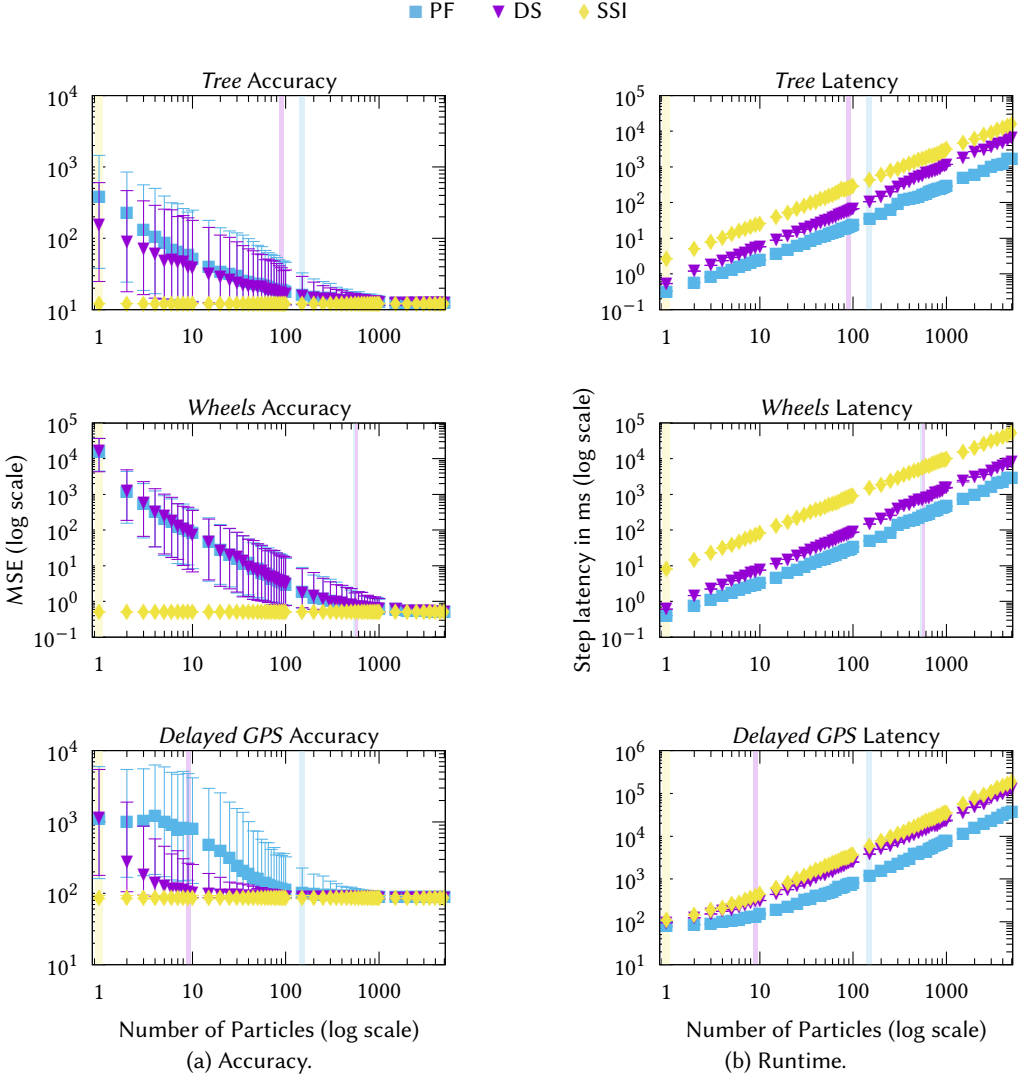 PF DS SSI
Tree Accuracy
10^4
10^3
10^2
10^1
1 10 100 1000
Tree Latency
10^5
10^4
10^3
10^2
10^1
10^0
10^−1
1 10 100 1000
MSE (log scale)
Wheels Accuracy
10^5
10^4
10^3
10^2
10^1
10^0
10^−1
1 10 100 1000
Step latency in ms (log scale)
Wheels Latency
10^5
10^4
10^3
10^2
10^1
10^0
10^−1
1 10 100 1000
Delayed GPS Accuracy
10^4
10^3
10^2
10^1
1 10 100 1000
Number of Particles (log scale)
(a) Accuracy.
Delayed GPS Latency
10^6
10^5
10^4
10^3
10^2
10^1
1 10 100 1000
Number of Particles (log scale)
(b) Runtime.